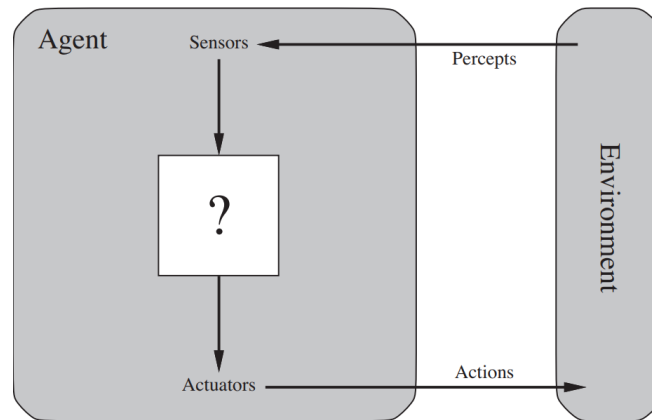 Agent
Sensors
Percepts
?
Environment
Actuators
Actions